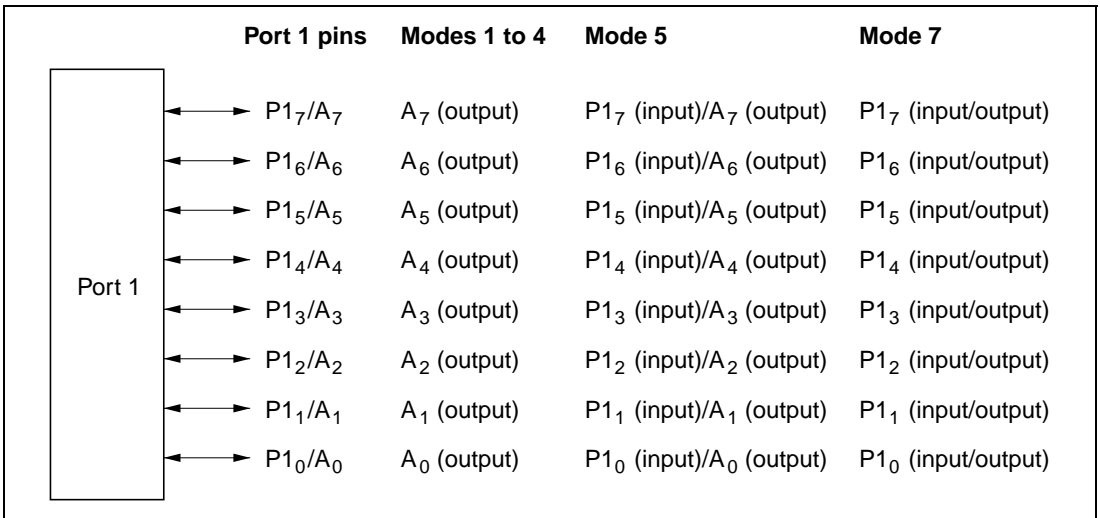 Port 1 pins Modes 1 to 4 Mode 5 Mode 7
P1₇/A₇ A₇ (output) P1₇ (input)/A₇ (output) P1₇ (input/output)
P1₆/A₆ A₆ (output) P1₆ (input)/A₆ (output) P1₆ (input/output)
P1₅/A₅ A₅ (output) P1₅ (input)/A₅ (output) P1₅ (input/output)
P1₄/A₄ A₄ (output) P1₄ (input)/A₄ (output) P1₄ (input/output)
Port 1
P1₃/A₃ A₃ (output) P1₃ (input)/A₃ (output) P1₃ (input/output)
P1₂/A₂ A₂ (output) P1₂ (input)/A₂ (output) P1₂ (input/output)
P1₁/A₁ A₁ (output) P1₁ (input)/A₁ (output) P1₁ (input/output)
P1₀/A₀ A₀ (output) P1₀ (input)/A₀ (output) P1₀ (input/output)